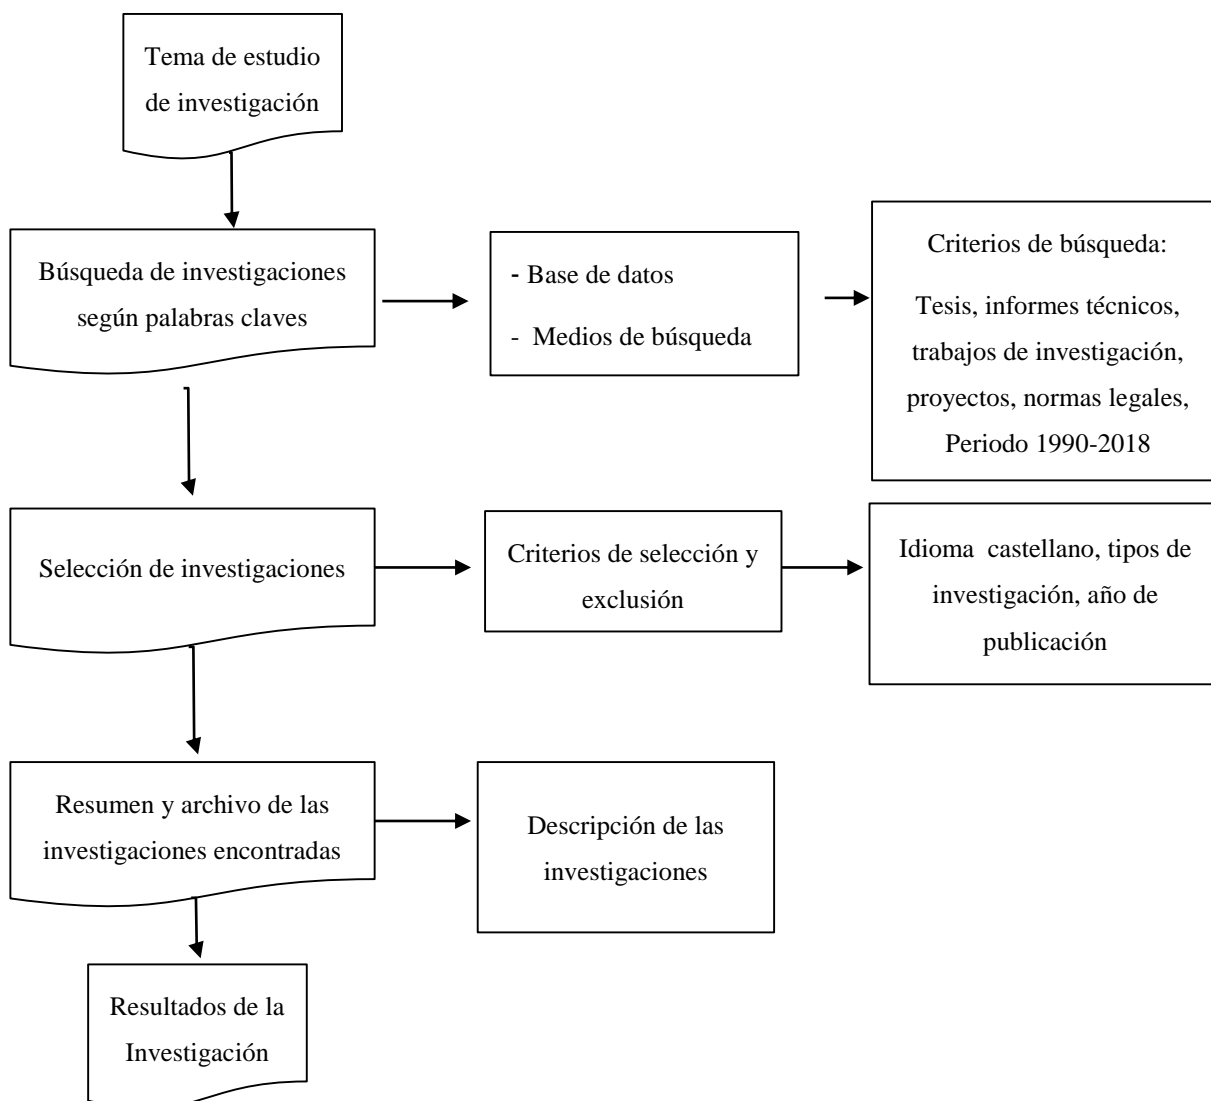 Tema de estudio
de investigación
Búsqueda de investigaciones
según palabras claves
- Base de datos
- Medios de búsqueda
Criterios de búsqueda:
Tesis, informes técnicos,
trabajos de investigación,
proyectos, normas legales,
Periodo 1990-2018
Selección de investigaciones
Criterios de selección y
exclusión
Idioma castellano, tipos de
investigación, año de
publicación
Resumen y archivo de las
investigaciones encontradas
Descripción de las
investigaciones
Resultados de la
Investigación